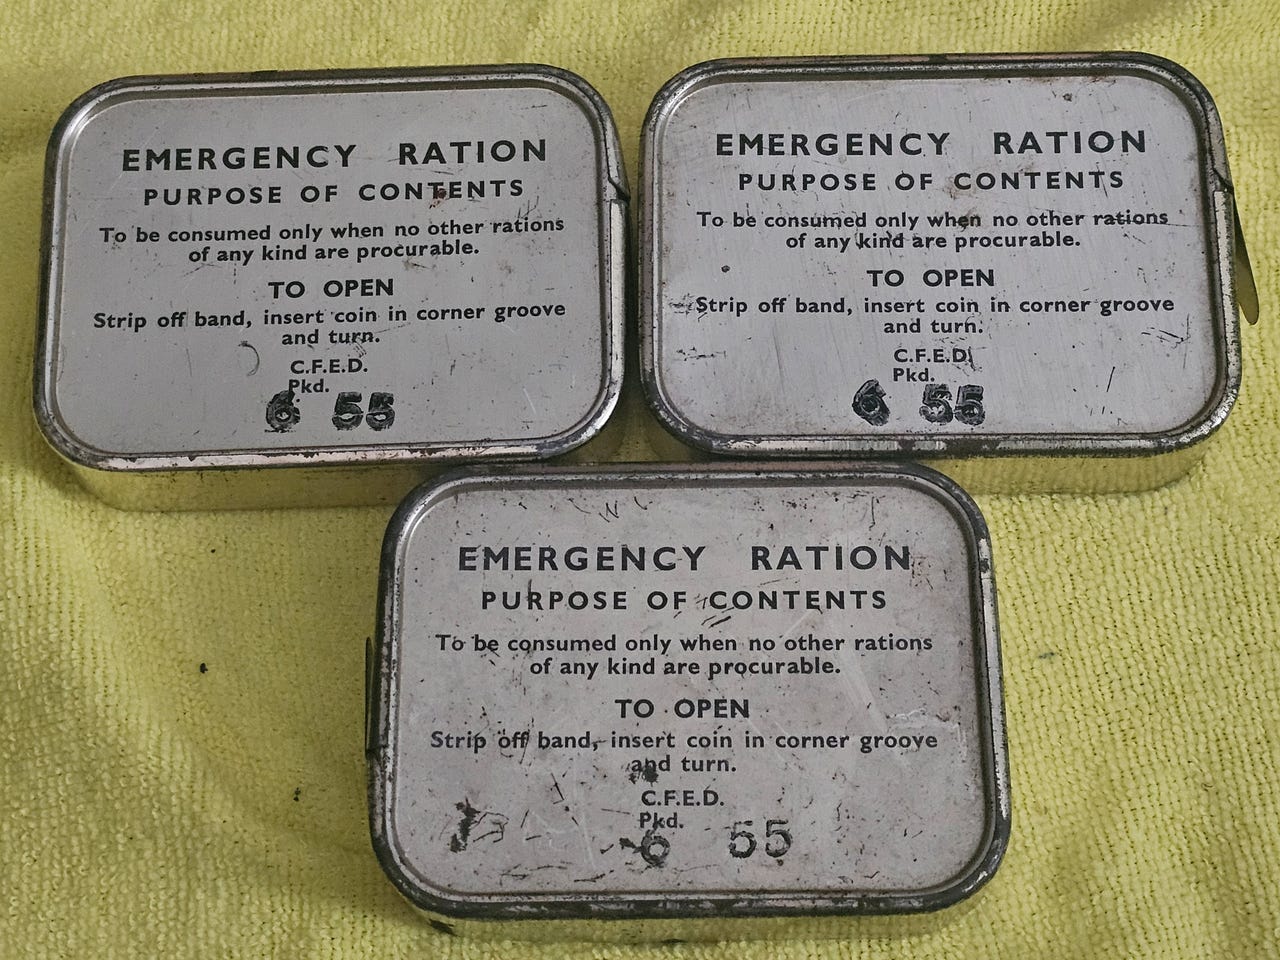 EMERGENCY RATION
PURPOSE OF CONTENTS
To be consumed only when no other rations
of any kind are procurable.
TO OPEN
Strip off band, insert coin in corner groove
and turn.
C.F.E.D.
Pkd.
6 55
EMERGENCY RATION
PURPOSE OF CONTENTS
To be consumed only when no other rations
of any kind are procurable.
TO OPEN
Strip off band, insert coin in corner groove
and turn.
C.F.E.D.
Pkd.
6 55
EMERGENCY RATION
PURPOSE OF CONTENTS
To be consumed only when no other rations
of any kind are procurable.
TO OPEN
Strip off band, insert coin in corner groove
and turn.
C.F.E.D.
Pkd.
6 55